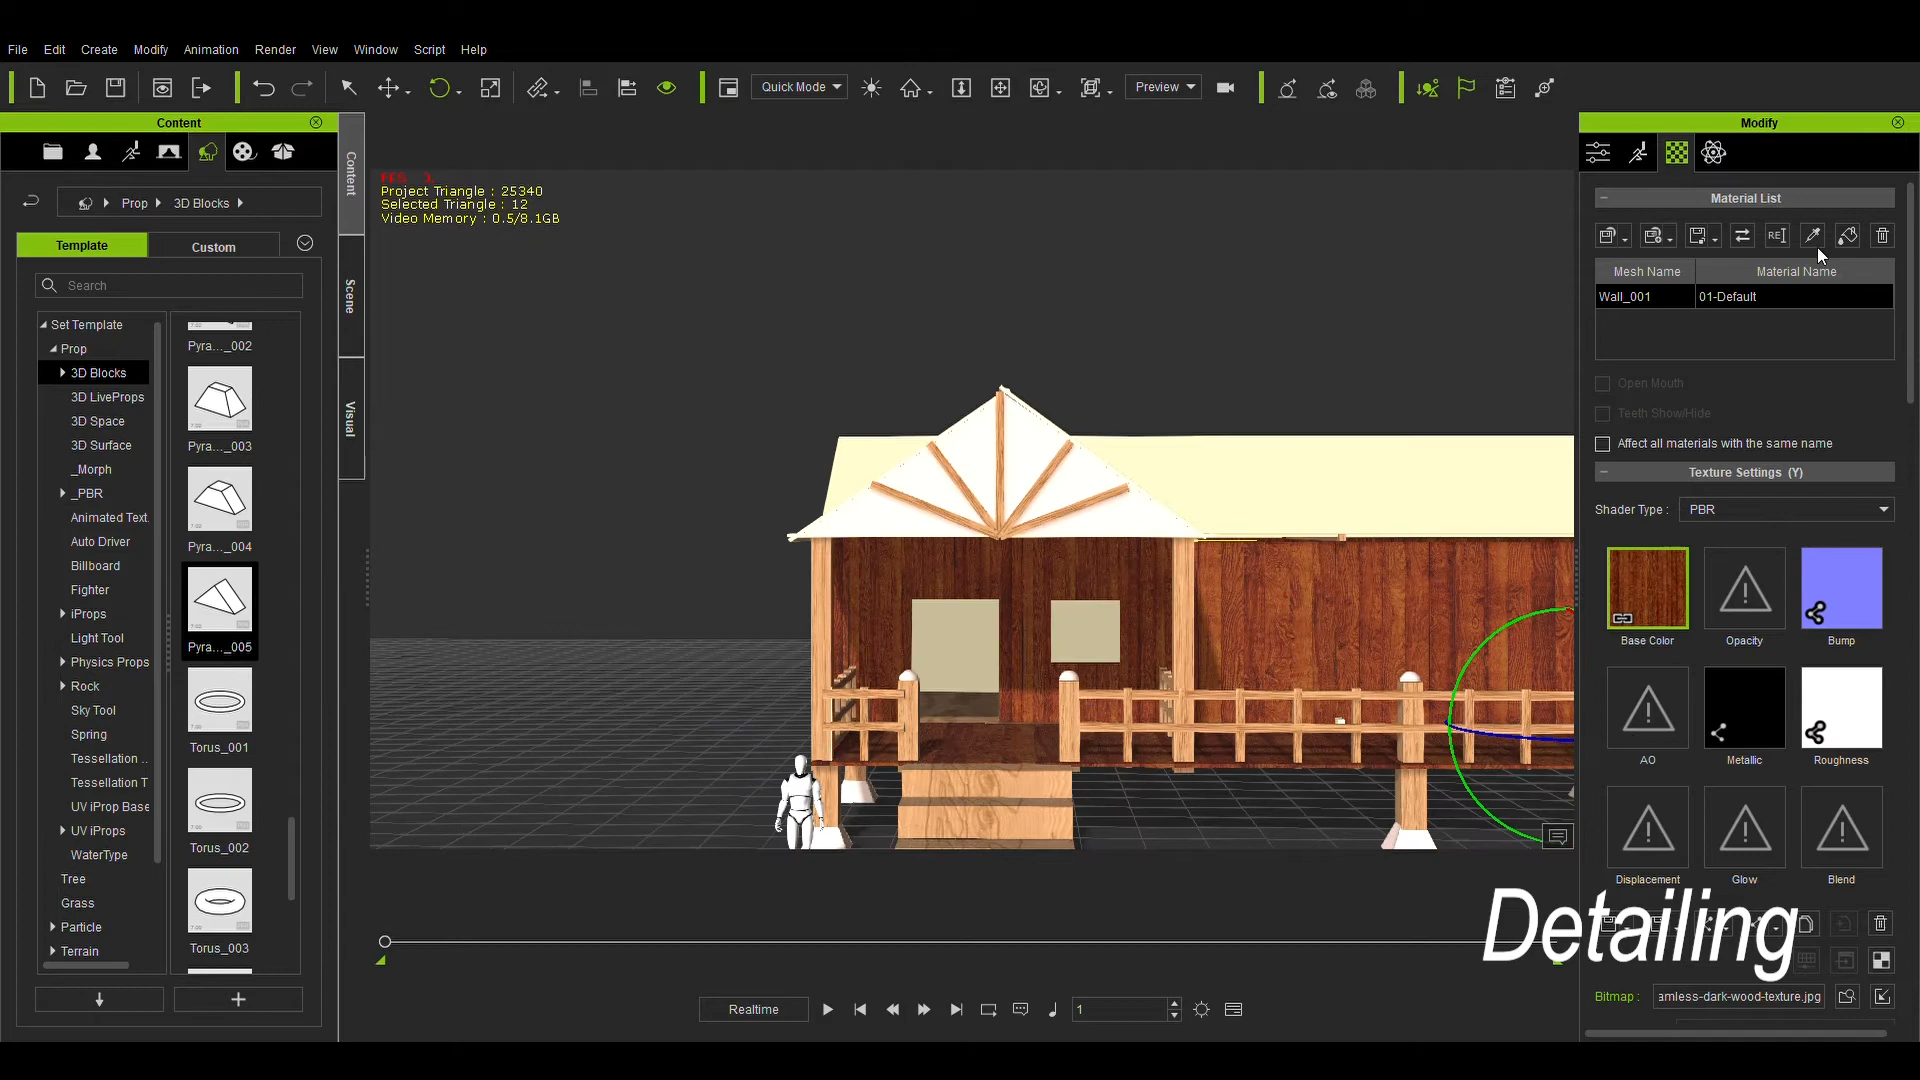 File Edit Create Modify Animation Render View Window Script Help
Quick Mode
Preview
Content
Prop 3D Blocks
Template Custom
Search
Set Template
Prop
3D Blocks
3D LiveProps
3D Space
3D Surface
_Morph
_PBR
Animated Text
Auto Driver
Billboard
Fighter
iProps
Light Tool
Physics Props
Rock
Sky Tool
Spring
Tessellation ..
Tessellation T
UV iProp Base
UV iProps
WaterType
Tree
Grass
Particle
Terrain
Pyra..._002
Pyra..._003
Pyra..._004
Pyra..._005
Torus_001
Torus_002
Torus_003
Content
Scene
Visual
Project Triangle : 25340
Selected Triangle : 12
Video Memory : 0.5/8.1GB
Realtime
1
Modify
Material List
Mesh Name Material Name
Wall_001 01-Default
Open Mouth
Teeth Show/Hide
Affect all materials with the same name
Texture Settings (Y)
Shader Type : PBR
Base Color Opacity Bump
AO Metallic Roughness
Displacement Glow Blend
Detailing
Bitmap : amless-dark-wood-texture.jpg